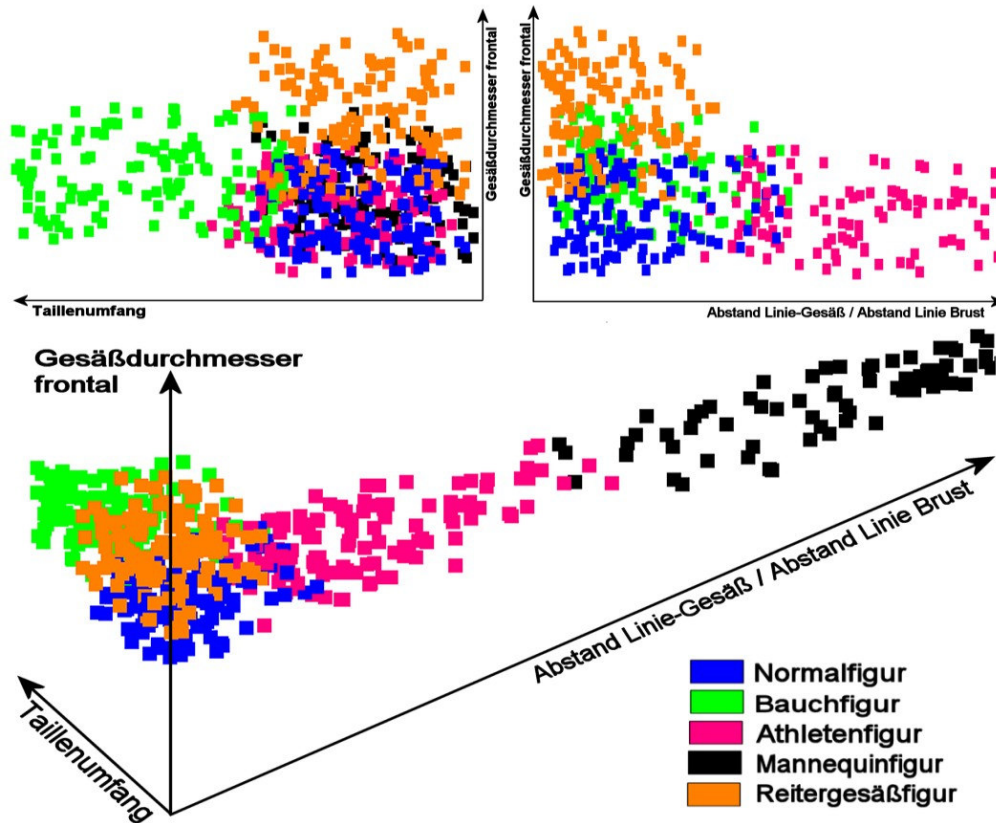 Gesäßdurchmesser frontal
Taillenumfang
Gesäßdurchmesser frontal
Abstand Linie-Gesäß / Abstand Linie Brust
Gesäßdurchmesser
frontal
Taillenumfang
Abstand Linie-Gesäß / Abstand Linie Brust
Normalfigur
Bauchfigur
Athletenfigur
Mannequinfigur
Reitergesäßfigur